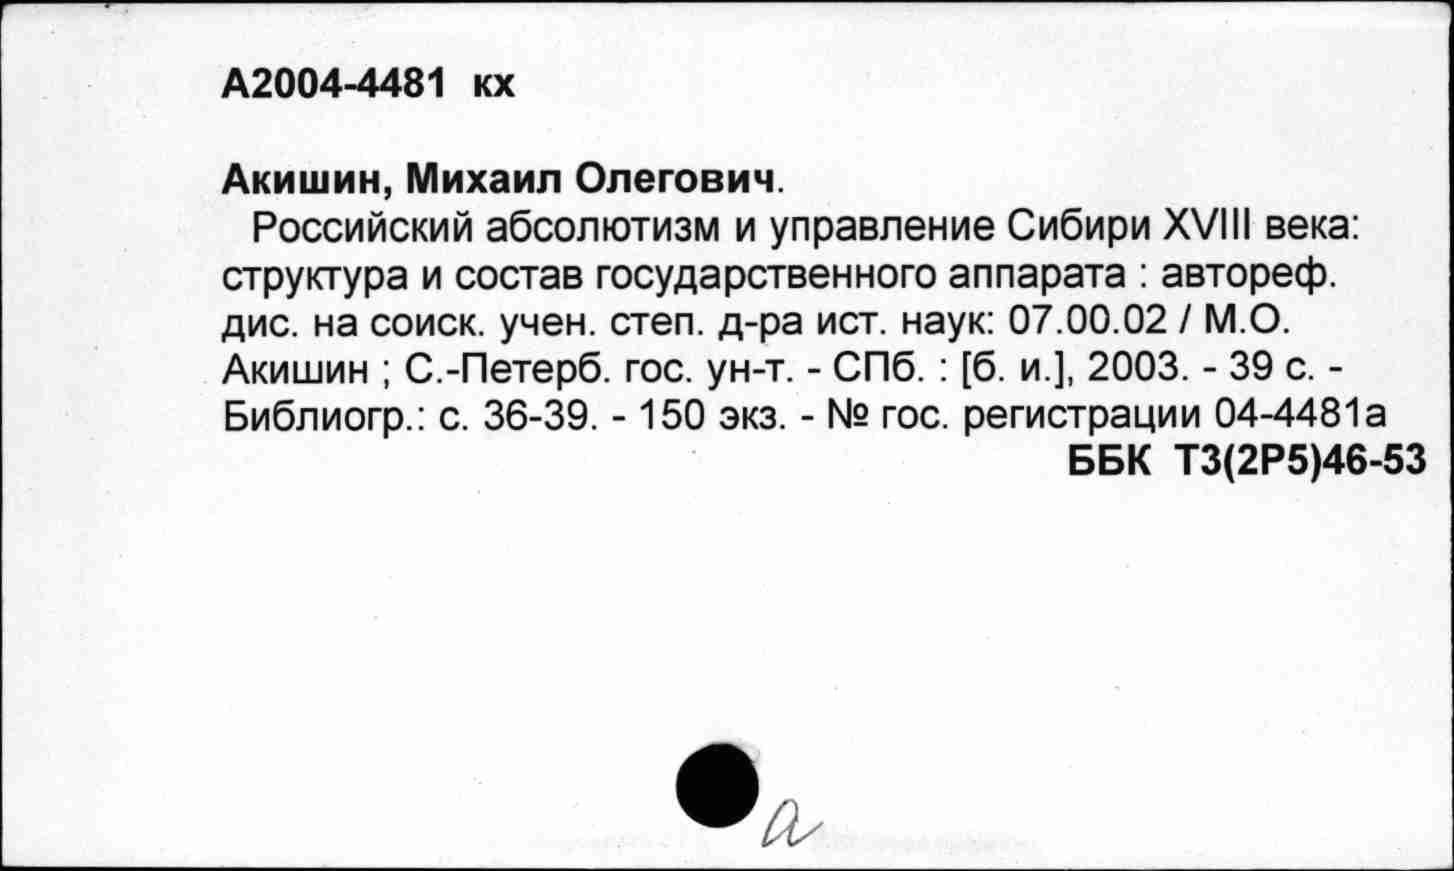 А2004-4481 кх
Акишин, Михаил Олегович.
Российский абсолютизм и управление Сибири XVIII века:
структура и состав государственного аппарата : автореф.
дис. на соиск. учен. степ. д-ра ист. наук: 07.00.02 / М.О.
Акишин ; С.-Петерб. гос. ун-т. - СПб. : [б. и.], 2003. - 39 с. -
Библиогр.: с. 36-39. - 150 экз. - № гос. регистрации 04-4481а
ББК Т3(2Р5)46-53
а